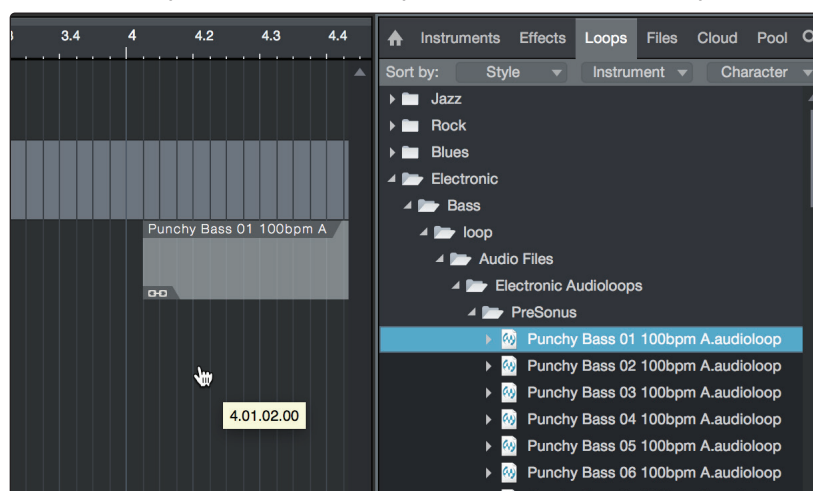 3.4 4 4.2 4.3 4.4
Instruments Effects Loops Files Cloud Pool
Sort by: Style Instrument Character
Jazz
Rock
Blues
Electronic
Bass
loop
Audio Files
Electronic Audioloops
PreSonus
Punchy Bass 01 100bpm A.audioloop
Punchy Bass 02 100bpm A.audioloop
Punchy Bass 03 100bpm A.audioloop
Punchy Bass 04 100bpm A.audioloop
Punchy Bass 05 100bpm A.audioloop
Punchy Bass 06 100bpm A.audioloop
Punchy Bass 01 100bpm A
4.01.02.00